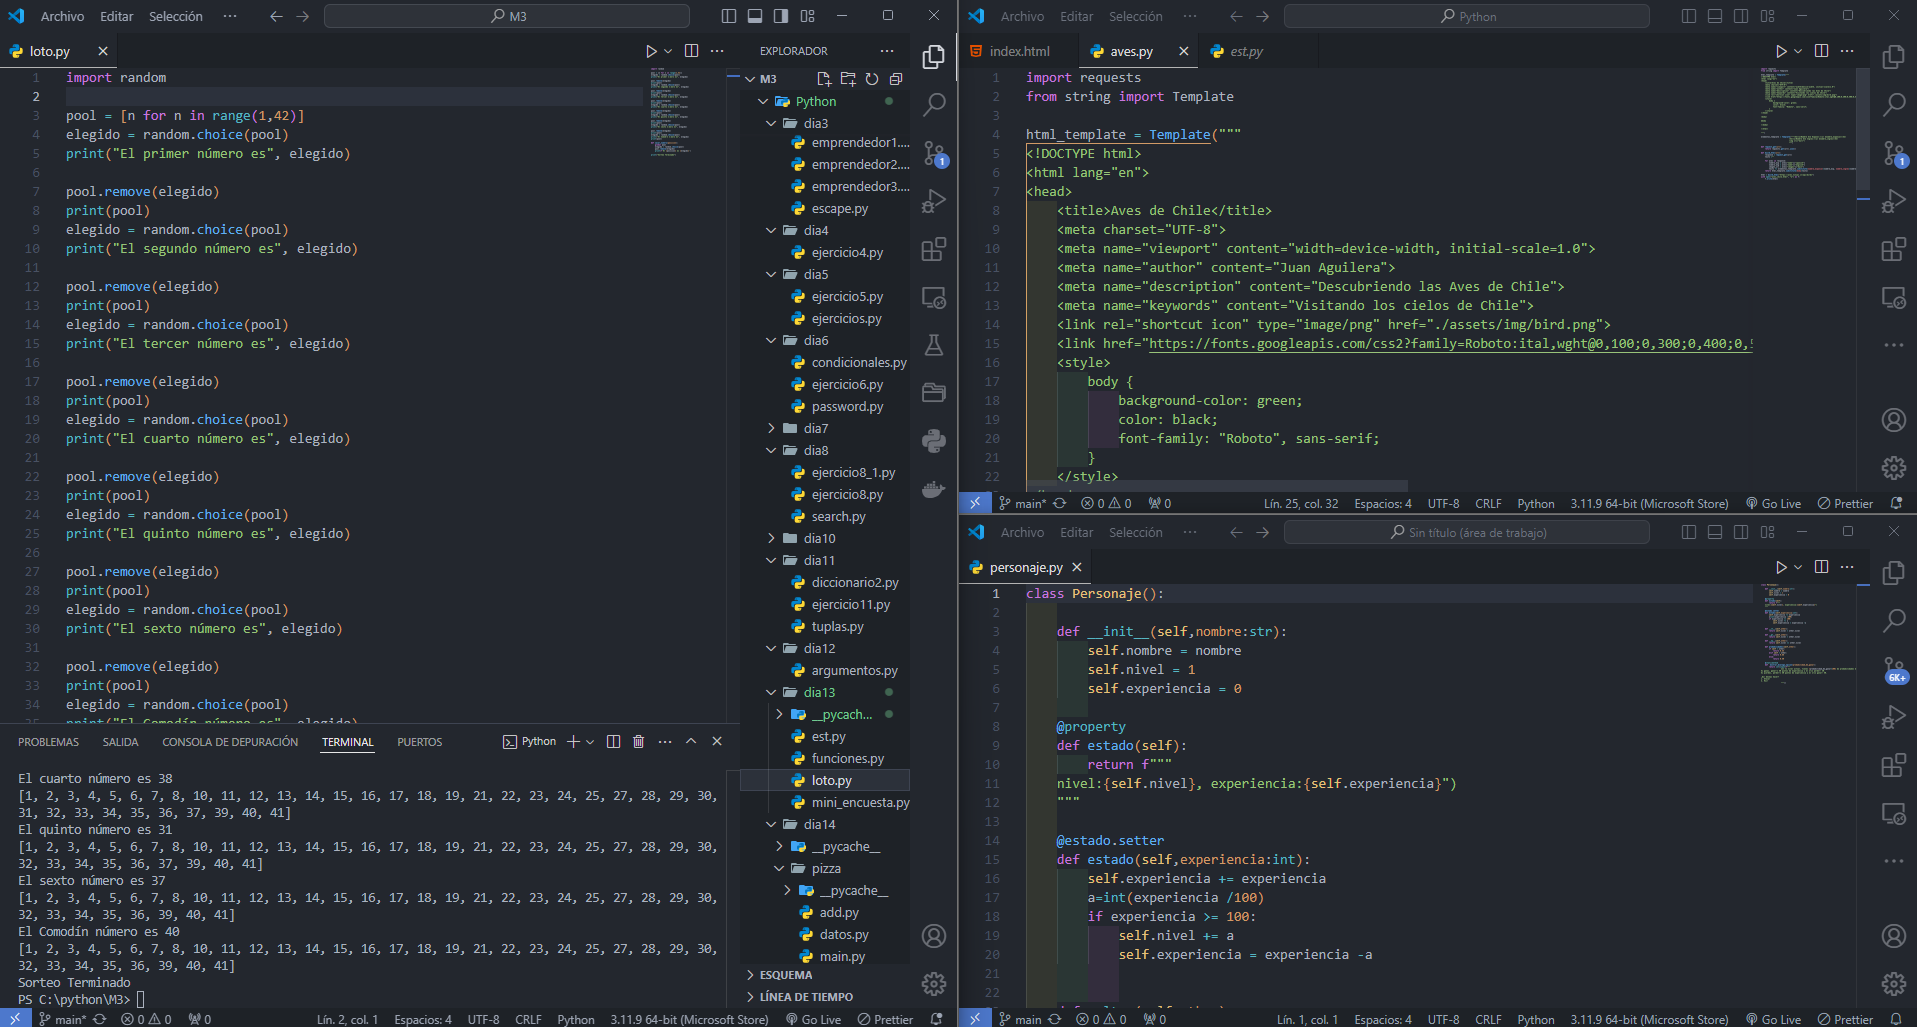 Archivo Editar Selección ··· M3
loto.py
1 import random
2
3 pool = [n for n in range(1,42)]
4 elegido = random.choice(pool)
5 print("El primer número es", elegido)
6
7 pool.remove(elegido)
8 print(pool)
9 elegido = random.choice(pool)
10 print("El segundo número es", elegido)
11
12 pool.remove(elegido)
13 print(pool)
14 elegido = random.choice(pool)
15 print("El tercer número es", elegido)
16
17 pool.remove(elegido)
18 print(pool)
19 elegido = random.choice(pool)
20 print("El cuarto número es", elegido)
21
22 pool.remove(elegido)
23 print(pool)
24 elegido = random.choice(pool)
25 print("El quinto número es", elegido)
26
27 pool.remove(elegido)
28 print(pool)
29 elegido = random.choice(pool)
30 print("El sexto número es", elegido)
31
32 pool.remove(elegido)
33 print(pool)
34 elegido = random.choice(pool)
35 print("El Comodín número es", elegido)
PROBLEMAS SALIDA CONSOLA DE DEPURACIÓN TERMINAL PUERTOS Python
El cuarto número es 38
[1, 2, 3, 4, 5, 6, 7, 8, 10, 11, 12, 13, 14, 15, 16, 17, 18, 19, 21, 22, 23, 24, 25, 27, 28, 29, 30,
31, 32, 33, 34, 35, 36, 37, 39, 40, 41]
El quinto número es 31
[1, 2, 3, 4, 5, 6, 7, 8, 10, 11, 12, 13, 14, 15, 16, 17, 18, 19, 21, 22, 23, 24, 25, 27, 28, 29, 30,
32, 33, 34, 35, 36, 37, 39, 40, 41]
El sexto número es 37
[1, 2, 3, 4, 5, 6, 7, 8, 10, 11, 12, 13, 14, 15, 16, 17, 18, 19, 21, 22, 23, 24, 25, 27, 28, 29, 30,
32, 33, 34, 35, 36, 39, 40, 41]
El Comodín número es 40
[1, 2, 3, 4, 5, 6, 7, 8, 10, 11, 12, 13, 14, 15, 16, 17, 18, 19, 21, 22, 23, 24, 25, 27, 28, 29, 30,
32, 33, 34, 35, 36, 39, 40, 41]
Sorteo Terminado
PS C:\python\M3>
main* 0 0 0 Lín. 2, col. 1 Espacios: 4 UTF-8 CRLF Python 3.11.9 64-bit (Microsoft Store) Go Live Prettier
EXPLORADOR ···
M3
Python
dia3
emprendedor1....
emprendedor2....
emprendedor3....
escape.py
dia4
ejercicio4.py
dia5
ejercicio5.py
ejercicios.py
dia6
condicionales.py
ejercicio6.py
password.py
dia7
dia8
ejercicio8_1.py
ejercicio8.py
search.py
dia10
dia11
diccionario2.py
ejercicio11.py
tuplas.py
dia12
argumentos.py
dia13
__pycach...
est.py
funciones.py
loto.py
mini_encuesta.py
dia14
__pycache__
pizza
__pycache__
add.py
datos.py
main.py
ESQUEMA
LÍNEA DE TIEMPO
1
Archivo Editar Selección ··· Python
index.html aves.py est.py
1 import requests
2 from string import Template
3
4 html_template = Template("""
5 <!DOCTYPE html>
6 <html lang="en">
7 <head>
8 <title>Aves de Chile</title>
9 <meta charset="UTF-8">
10 <meta name="viewport" content="width=device-width, initial-scale=1.0">
11 <meta name="author" content="Juan Aguilera">
12 <meta name="description" content="Descubriendo las Aves de Chile">
13 <meta name="keywords" content="Visitando los cielos de Chile">
14 <link rel="shortcut icon" type="image/png" href="./assets/img/bird.png">
15 <link href="https://fonts.googleapis.com/css2?family=Roboto:ital,wght@0,100;0,300;0,400;0,5
16 <style>
17 body {
18 background-color: green;
19 color: black;
20 font-family: "Roboto", sans-serif;
21 }
22 </style>
1
main* 0 0 0 Lín. 25, col. 32 Espacios: 4 UTF-8 CRLF Python 3.11.9 64-bit (Microsoft Store) Go Live Prettier
Archivo Editar Selección ··· Sin título (área de trabajo)
personaje.py
1 class Personaje():
2
3 def __init__(self,nombre:str):
4 self.nombre = nombre
5 self.nivel = 1
6 self.experiencia = 0
7
8 @property
9 def estado(self):
10 return f"""
11 nivel:{self.nivel}, experiencia:{self.experiencia}")
12 """
13
14 @estado.setter
15 def estado(self,experiencia:int):
16 self.experiencia += experiencia
17 a=int(experiencia /100)
18 if experiencia >= 100:
19 self.nivel += a
20 self.experiencia = experiencia -a
21
22
6K+
main 0 0 0 Lín. 1, col. 1 Espacios: 4 UTF-8 CRLF Python 3.11.9 64-bit (Microsoft Store) Go Live Prettier